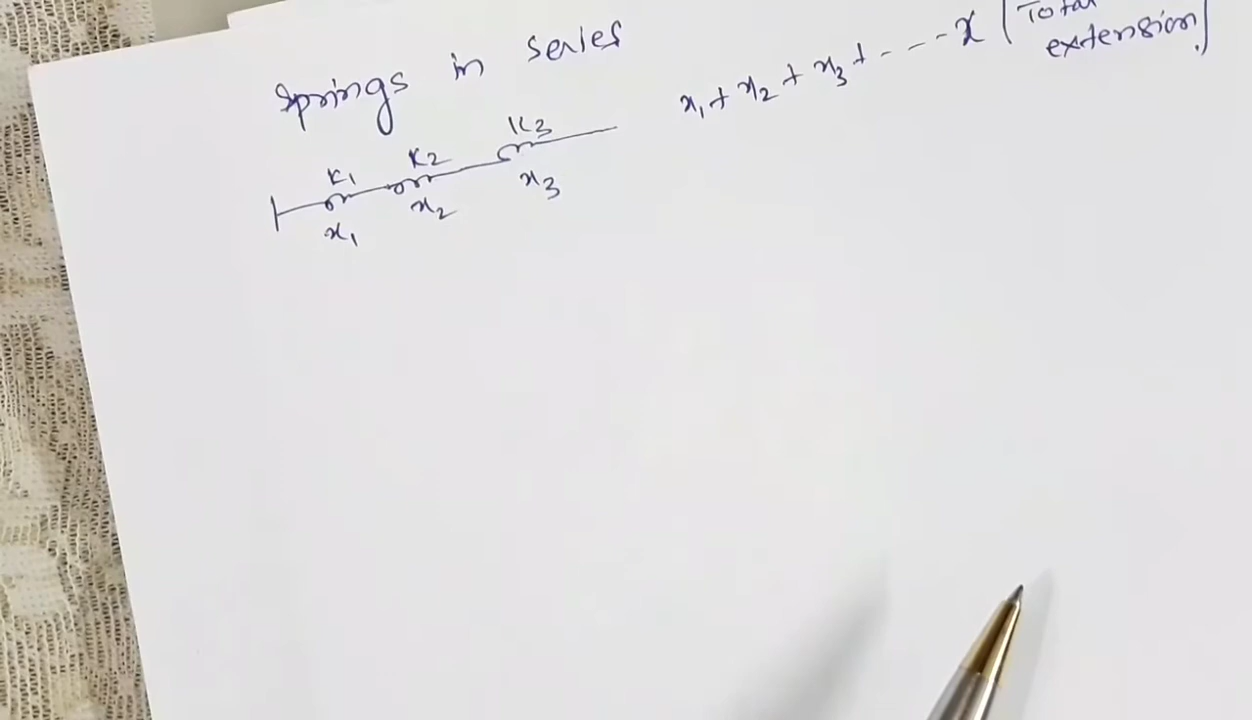 Springs in series
K1 K2 K3
x1 x2 x3
x1 + x2 + x3 + - - - - x (Total
extension)